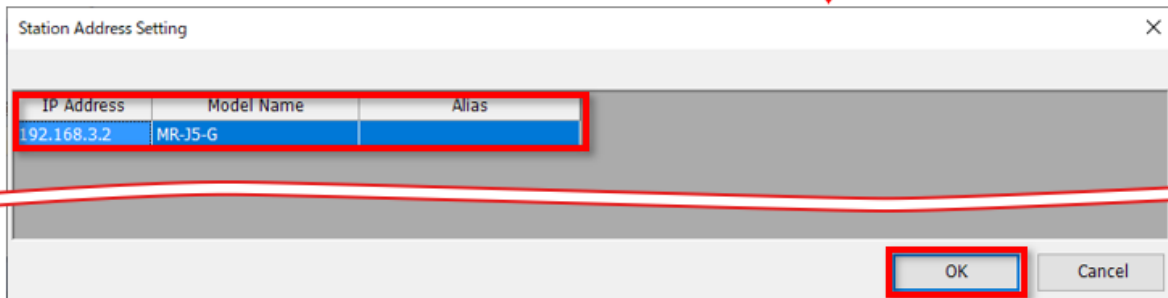 Station Address Setting
IP Address Model Name Alias
192.168.3.2 MR-J5-G
OK Cancel